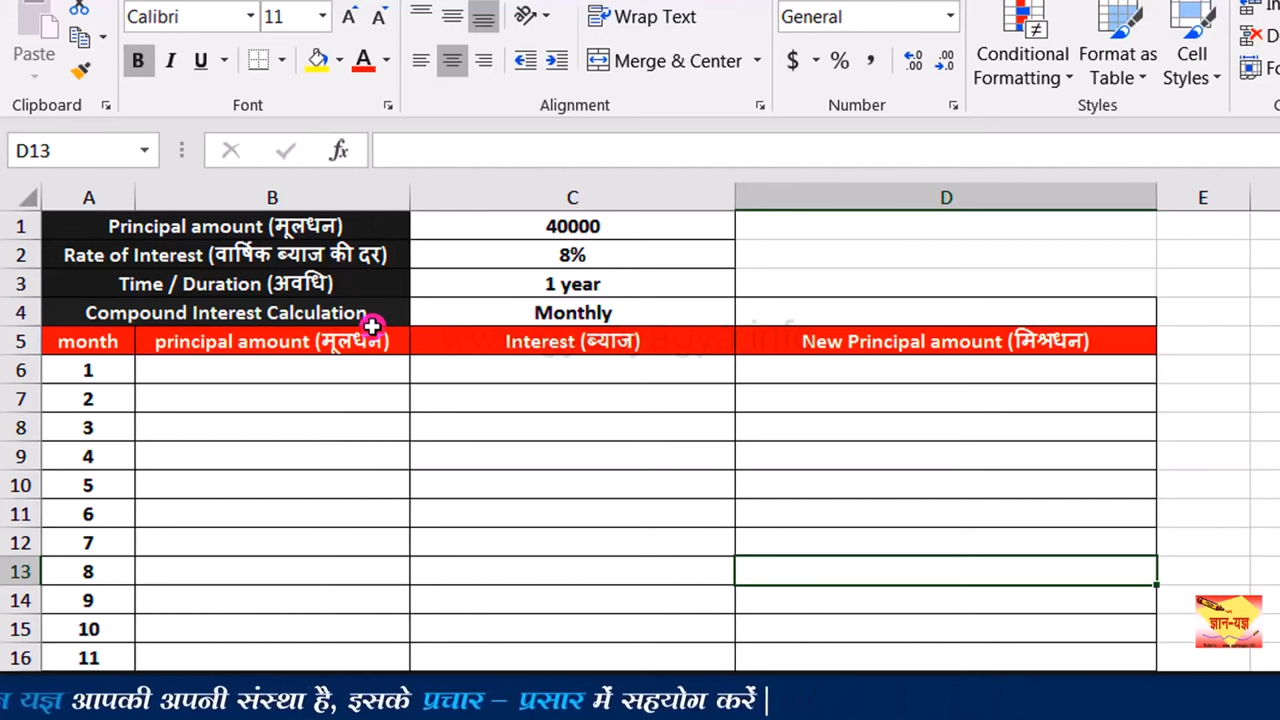 Calibri 11 Wrap Text General
Paste Merge & Center $ % Conditional Formatting Format as Table Cell Styles
Clipboard Font Alignment Number Styles
D13 fx
A B C D E
1 Principal amount (मूलधन) 40000
2 Rate of Interest (वार्षिक ब्याज की दर) 8%
3 Time / Duration (अवधि) 1 year
4 Compound Interest Calculation Monthly
5 month principal amount (मूलधन) Interest (ब्याज) New Principal amount (मिश्रधन)
6 1
7 2
8 3
9 4
10 5
11 6
12 7
13 8
14 9
15 10
16 11
ज्ञान-यज्ञ
यज्ञ आपकी अपनी संस्था है, इसके प्रचार – प्रसार में सहयोग करें |